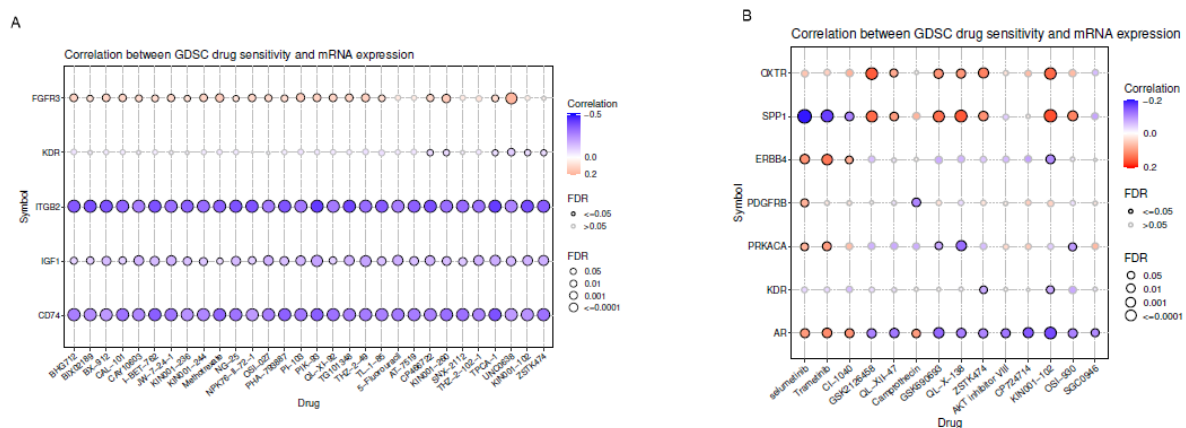 A
Correlation between GDSC drug sensitivity and mRNA expression
FGFR3
KDR
ITGB2
IGF1
CD74
Symbol
BHG712
BIX02189
BX-912
CAL-101
CAY10603
I-BET-762
JW-7-24-1
KIN001-236
KIN001-244
Methotrexate
NG-25
NPK76-II-72-1
OSI-027
PHA-793887
PI-103
PIK-93
QL-XI-92
TG101348
THZ-2-49
TL-1-85
5-Fluorouracil
AT-7519
CP466722
KIN001-260
SNX-2112
THZ-2-102-1
TPCA-1
UNC0638
KIN001-102
ZSTK474
Drug
Correlation
-0.5
0.0
0.2
FDR
<=0.05
>0.05
FDR
0.05
0.01
0.001
<=0.0001
B
Correlation between GDSC drug sensitivity and mRNA expression
OXTR
SPP1
ERBB4
PDGFRB
PRKACA
KDR
AR
Symbol
selumetinib
Trametinib
CI-1040
GSK2126458
QL-XII-47
Camptothecin
GSK690693
QL-X-138
ZSTK474
AKT inhibitor VIII
CP724714
KIN001-102
OSI-930
SGC0946
Drug
Correlation
-0.2
0.0
0.2
FDR
<=0.05
>0.05
FDR
0.05
0.01
0.001
<=0.0001